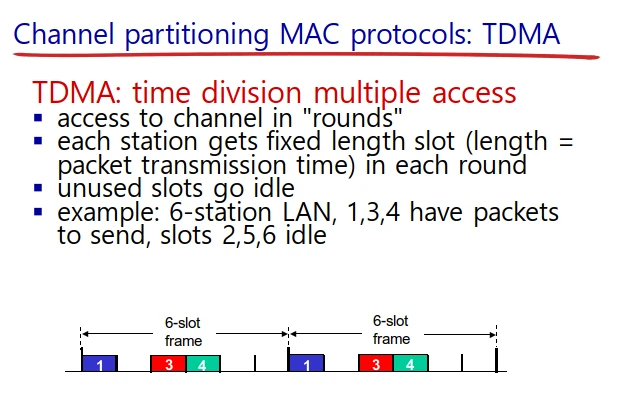 Channel partitioning MAC protocols: TDMA
TDMA: time division multiple access
▪ access to channel in "rounds"
▪ each station gets fixed length slot (length =
packet transmission time) in each round
▪ unused slots go idle
▪ example: 6-station LAN, 1,3,4 have packets
to send, slots 2,5,6 idle
6-slot
frame
6-slot
frame
1 3 4 1 3 4